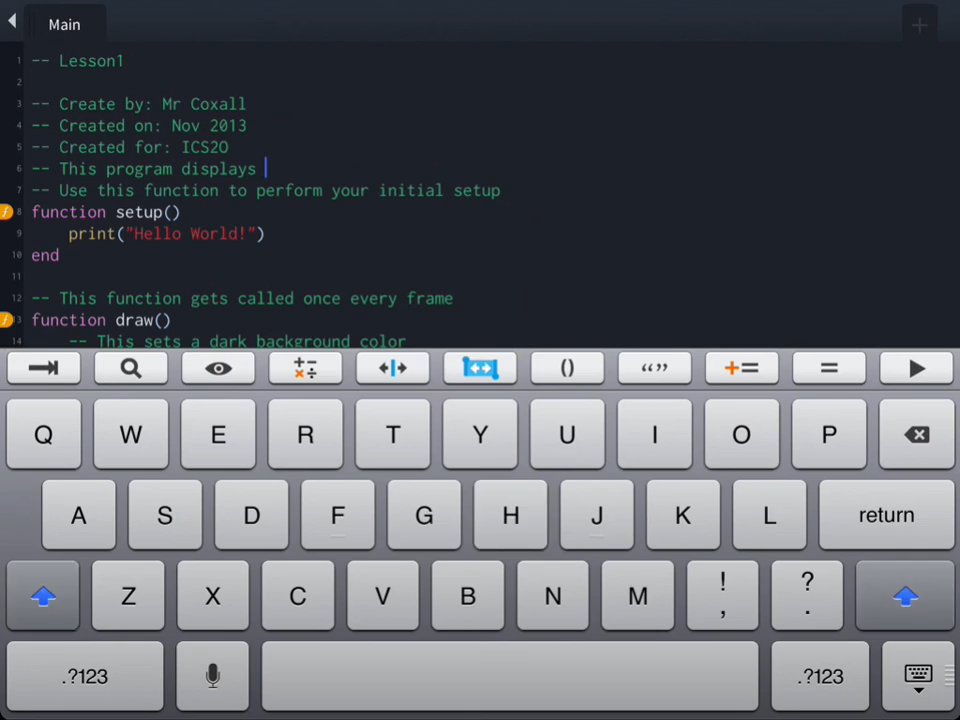 Main
1 -- Lesson1
2
3 -- Create by: Mr Coxall
4 -- Created on: Nov 2013
5 -- Created for: ICS2O
6 -- This program displays
7 -- Use this function to perform your initial setup
8 function setup()
9 print("Hello World!")
10 end
11
12 -- This function gets called once every frame
13 function draw()
14 -- This sets a dark background color
() “” += = 
Q W E R T Y U I O P
A S D F G H J K L return
Z X C V B N M ! , ? .
.?123 .?123